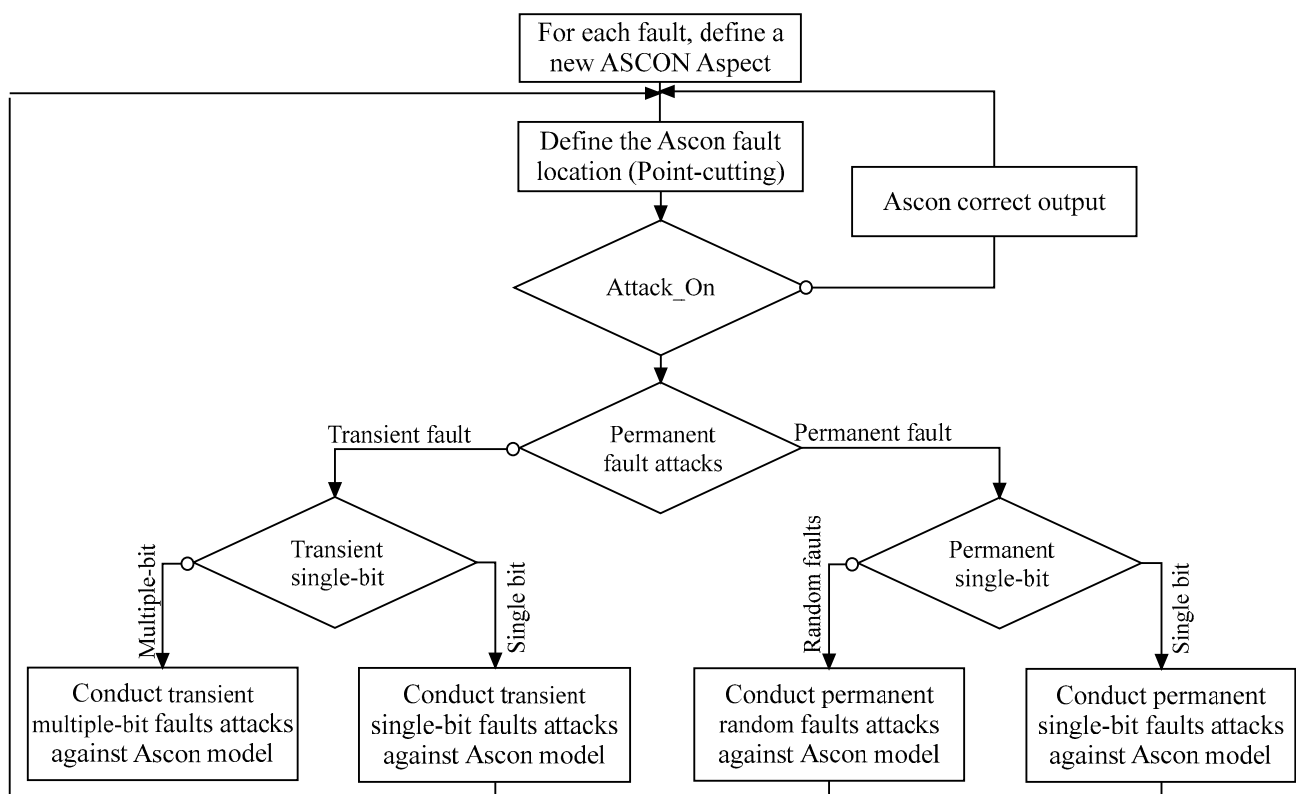 For each fault, define a
new ASCON Aspect
Define the Ascon fault
location (Point-cutting)
Ascon correct output
Attack_On
Transient fault
Permanent
fault attacks
Permanent fault
Multiple-bit
Transient
single-bit
Single bit
Random faults
Permanent
single-bit
Single bit
Conduct transient
multiple-bit faults attacks
against Ascon model
Conduct transient
single-bit faults attacks
against Ascon model
Conduct permanent
random faults attacks
against Ascon model
Conduct permanent
single-bit faults attacks
against Ascon model